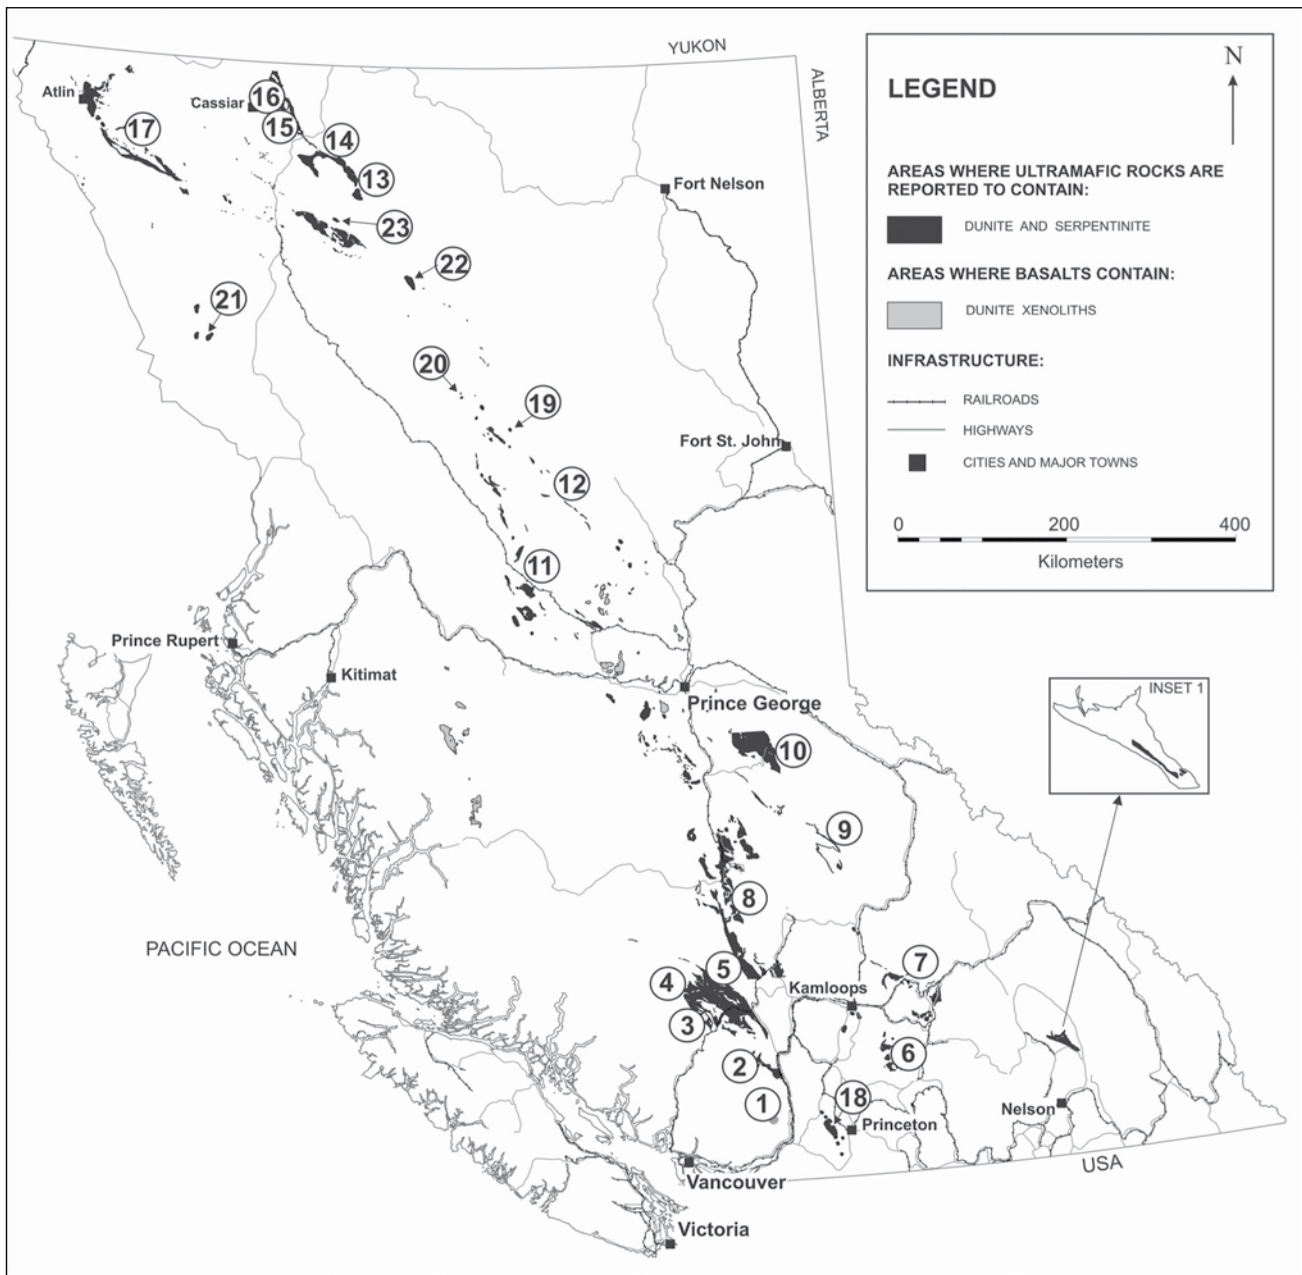 YUKON
ALBERTA
Atlin
Cassiar
16
15
17
14
13
Fort Nelson
23
22
21
20
19
Fort St. John
12
11
Prince Rupert
Kitimat
Prince George
10
9
8
PACIFIC OCEAN
5
4
7
Kamloops
3
6
2
1
18
Princeton
Nelson
USA
Vancouver
Victoria
INSET 1
N
LEGEND
AREAS WHERE ULTRAMAFIC ROCKS ARE
REPORTED TO CONTAIN:
DUNITE AND SERPENTINITE
AREAS WHERE BASALTS CONTAIN:
DUNITE XENOLITHS
INFRASTRUCTURE:
RAILROADS
HIGHWAYS
CITIES AND MAJOR TOWNS
0 200 400
Kilometers